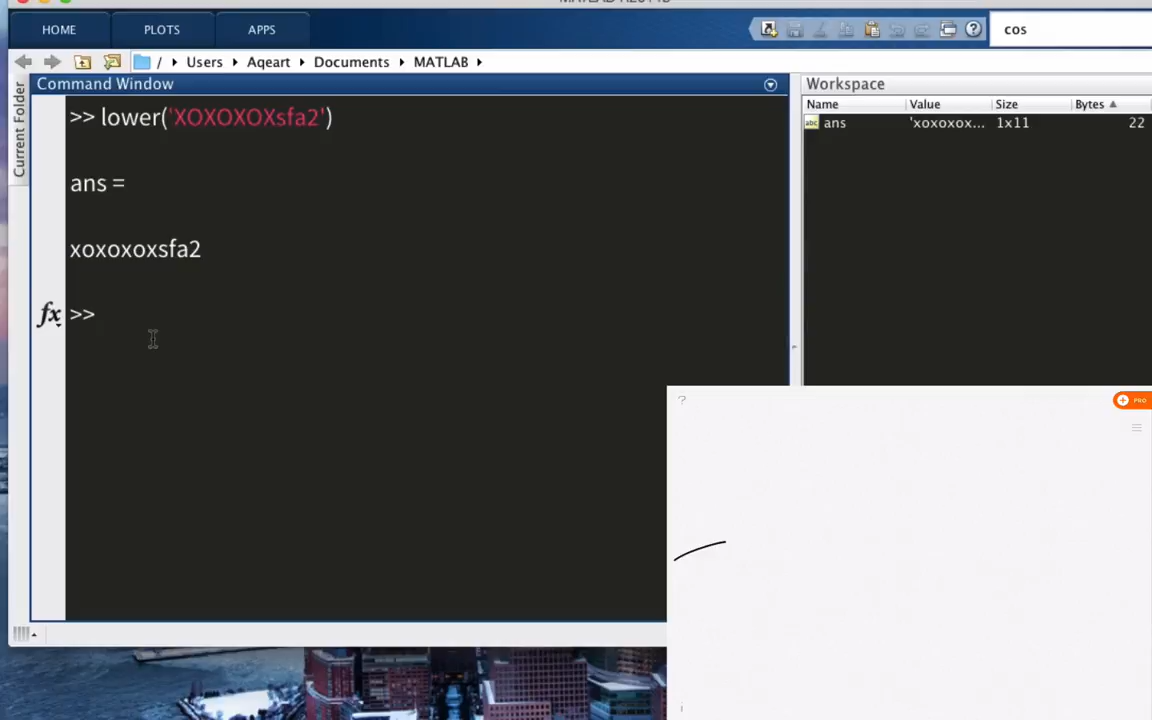 HOME PLOTS APPS cos
/ Users Aqeart Documents MATLAB
Current Folder
Command Window
>> lower('XOXOXOXsfa2')
ans =
xoxoxoxsfa2
fx >>
Workspace
Name Value Size Bytes
abc ans 'xoxoxox... 1x11 22
? PRO
i